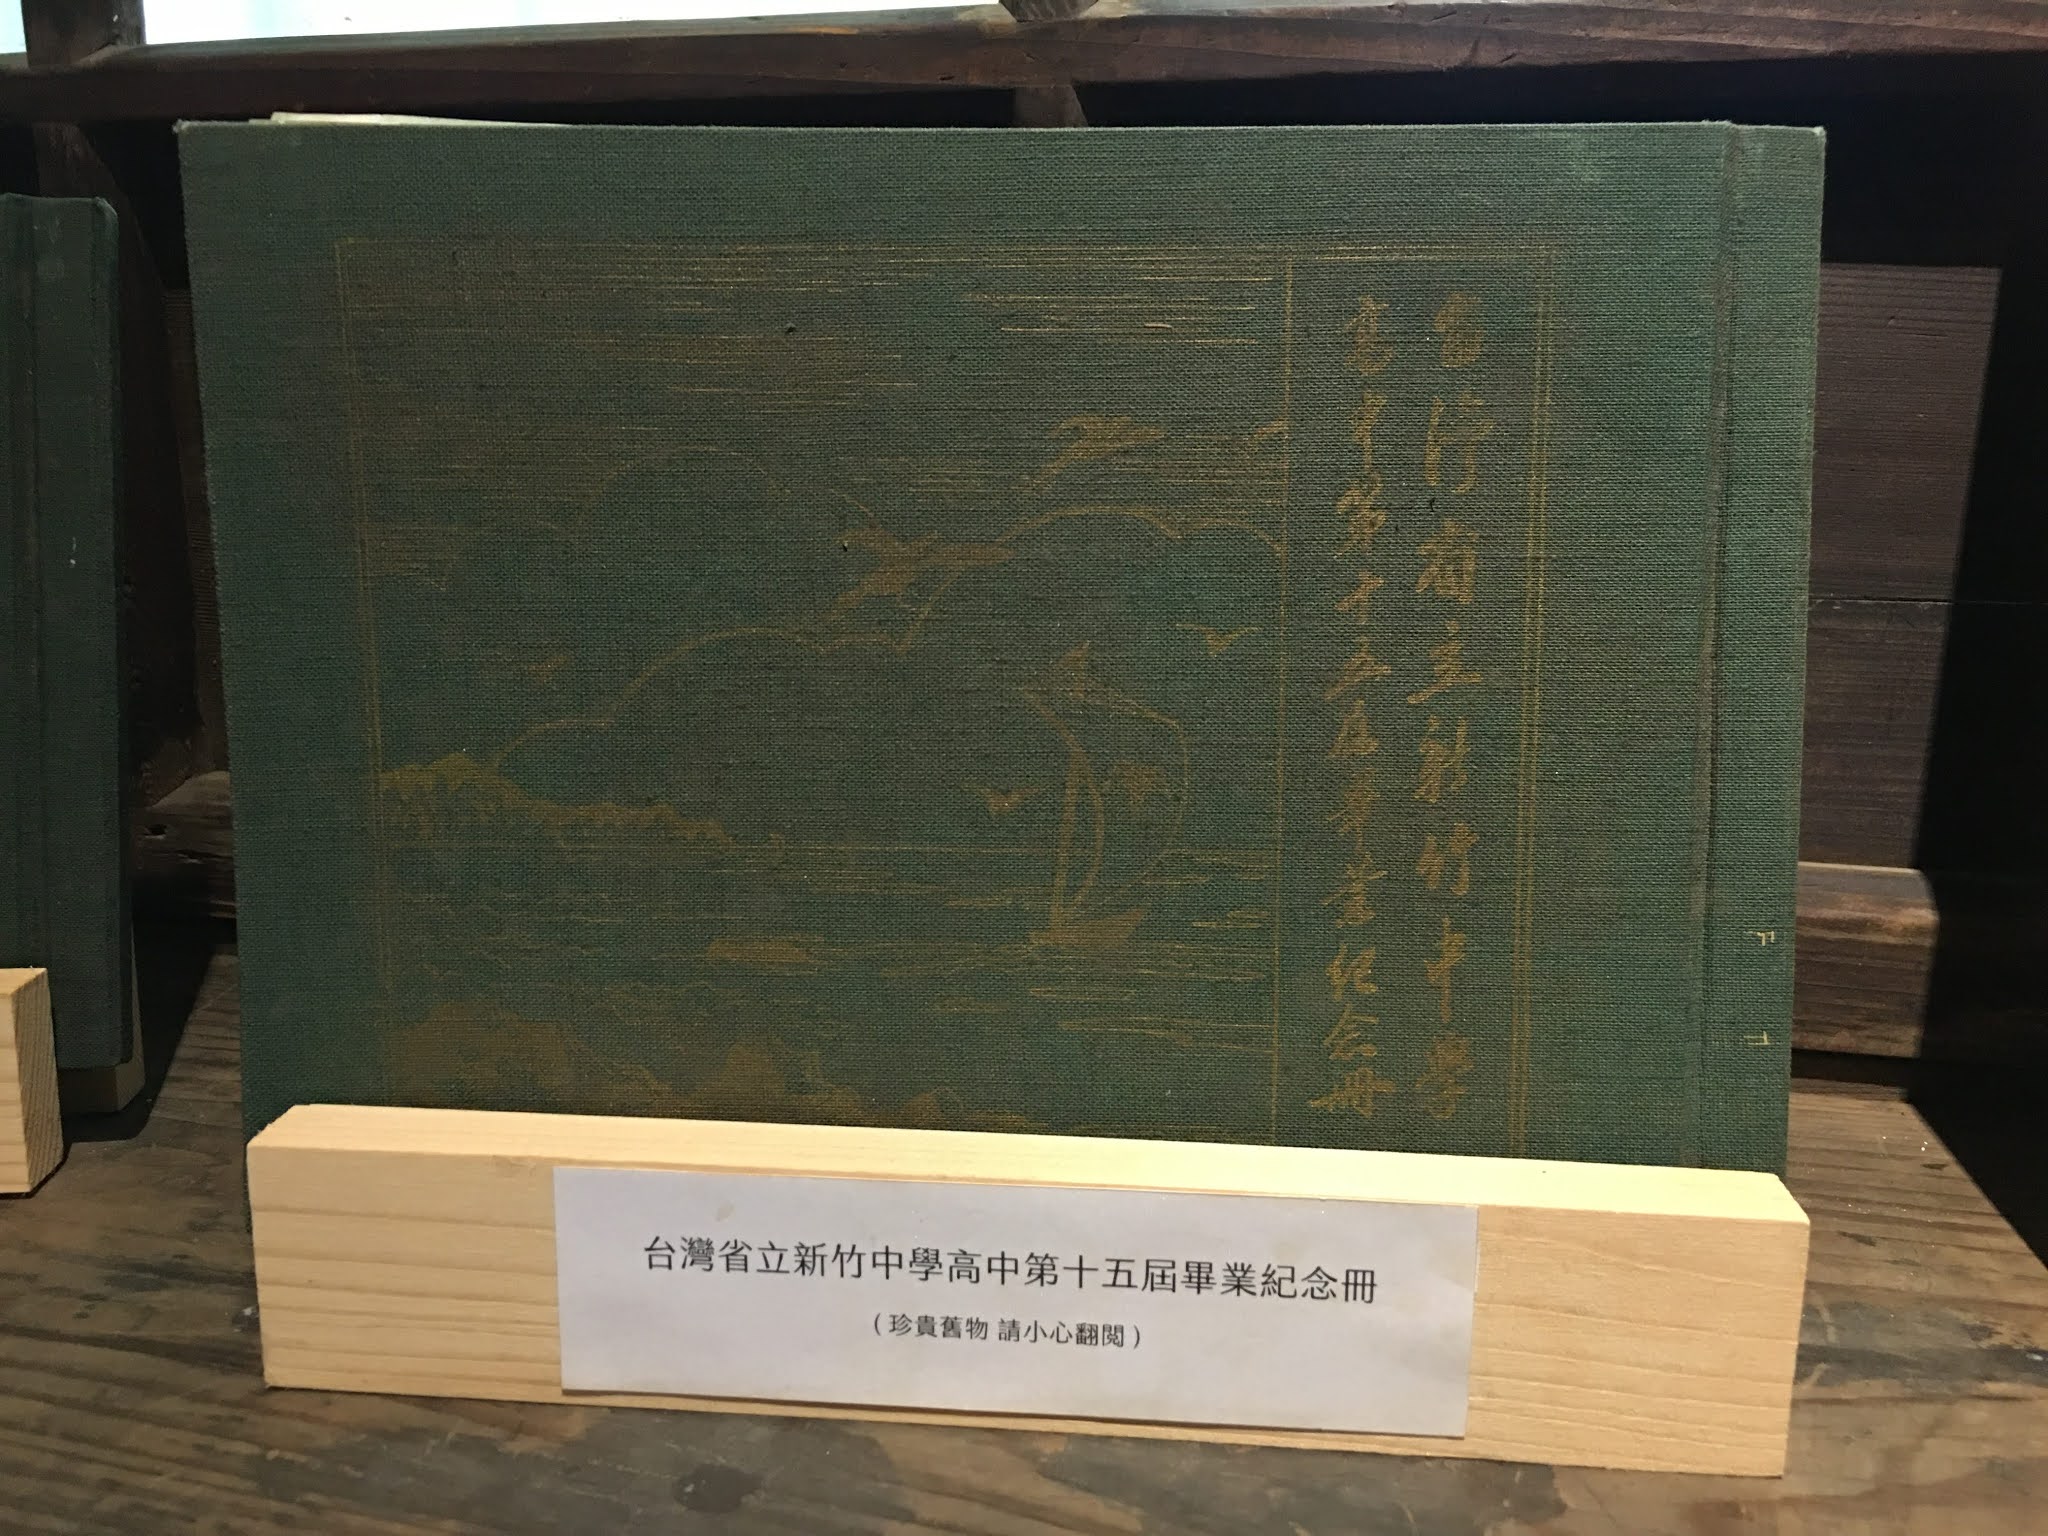 台灣省立新竹中學
高中第十五屆畢業紀念冊
台灣省立新竹中學高中第十五屆畢業紀念冊
(珍貴舊物 請小心翻閱)